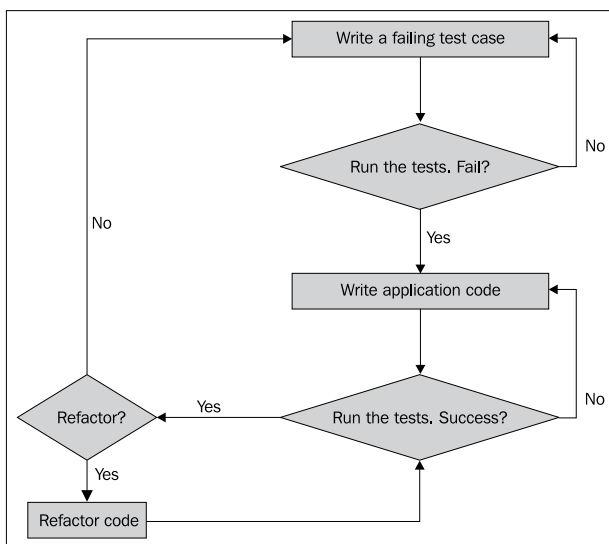 Write a failing test case
No
Run the tests. Fail?
No
Yes
Write application code
No
Refactor?
Yes
Run the tests. Success?
Yes
Refactor code